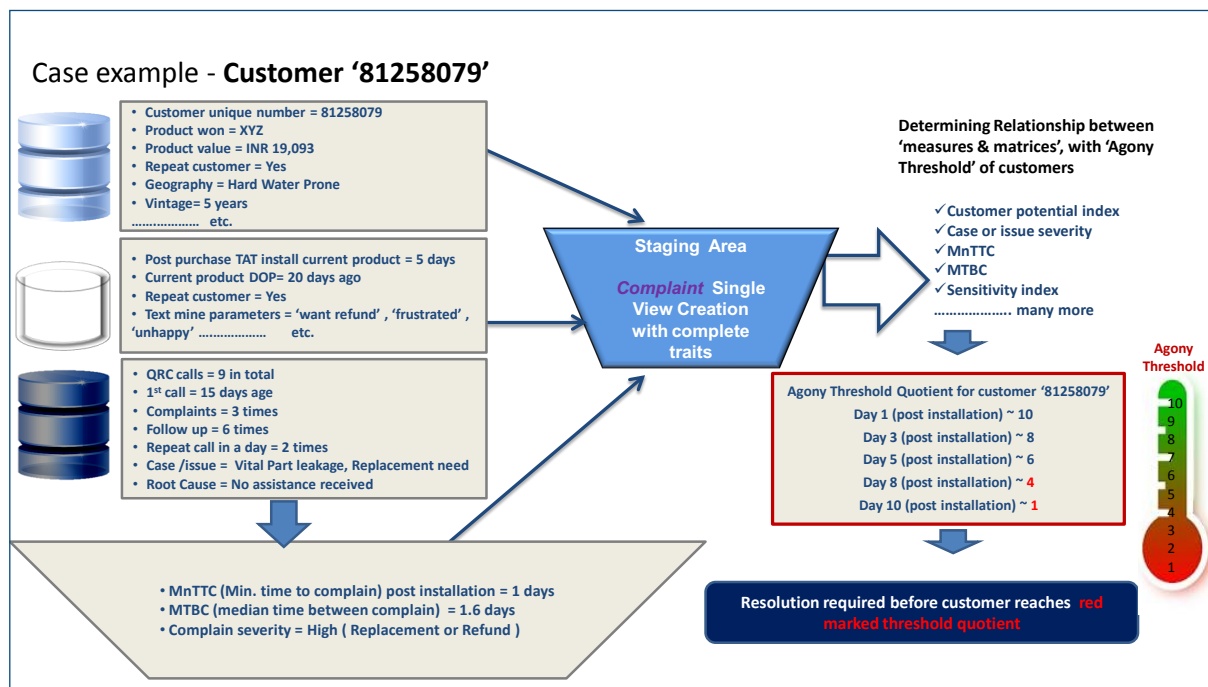 Case example - Customer ‘81258079’
• Customer unique number = 81258079
• Product won = XYZ
• Product value = INR 19,093
• Repeat customer = Yes
• Geography = Hard Water Prone
• Vintage= 5 years
…….………… etc.
• Post purchase TAT install current product = 5 days
• Current product DOP= 20 days ago
• Repeat customer = Yes
• Text mine parameters = ‘want refund’ , ‘frustrated’ ,
‘unhappy’ ….…………… etc.
• QRC calls = 9 in total
• 1st call = 15 days age
• Complaints = 3 times
• Follow up = 6 times
• Repeat call in a day = 2 times
• Case /issue = Vital Part leakage, Replacement need
• Root Cause = No assistance received
• MnTTC (Min. time to complain) post installation = 1 days
• MTBC (median time between complain) = 1.6 days
• Complain severity = High ( Replacement or Refund )
Staging Area
Complaint Single
View Creation
with complete
traits
Determining Relationship between
‘measures & matrices’, with ‘Agony
Threshold’ of customers
✓Customer potential index
✓Case or issue severity
✓MnTTC
✓MTBC
✓Sensitivity index
………………….. many more
Agony Threshold Quotient for customer ‘81258079’
Day 1 (post installation) ~ 10
Day 3 (post installation) ~ 8
Day 5 (post installation) ~ 6
Day 8 (post installation) ~ 4
Day 10 (post installation) ~ 1
Resolution required before customer reaches red
marked threshold quotient
Agony
Threshold
10
9
8
7
6
5
4
3
2
1